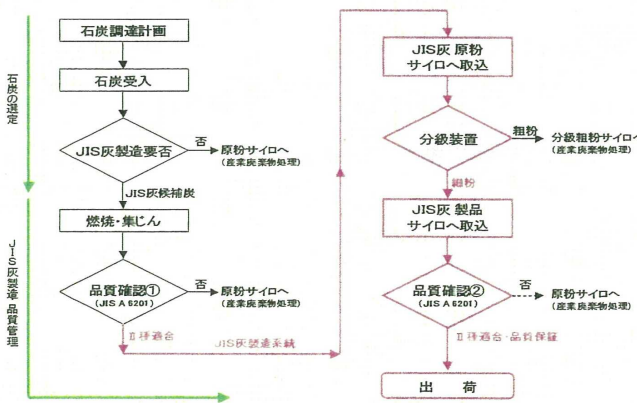 石炭の選定
JIS灰製造 品質管理
石炭調達計画
石炭受入
JIS灰製造要否
否
原粉サイロへ
(産業廃棄物処理)
JIS灰候補炭
燃焼・集じん
品質確認①
(JIS A 6201)
否
原粉サイロへ
(産業廃棄物処理)
Ⅱ種適合
JIS灰製造系統
JIS灰 原粉
サイロへ取込
分級装置
粗粉
分級粗粉サイロへ
(産業廃棄物処理)
細粉
JIS灰 製品
サイロへ取込
品質確認②
(JIS A 6201)
否
原粉サイロへ
(産業廃棄物処理)
Ⅱ種適合・品質保証
出 荷